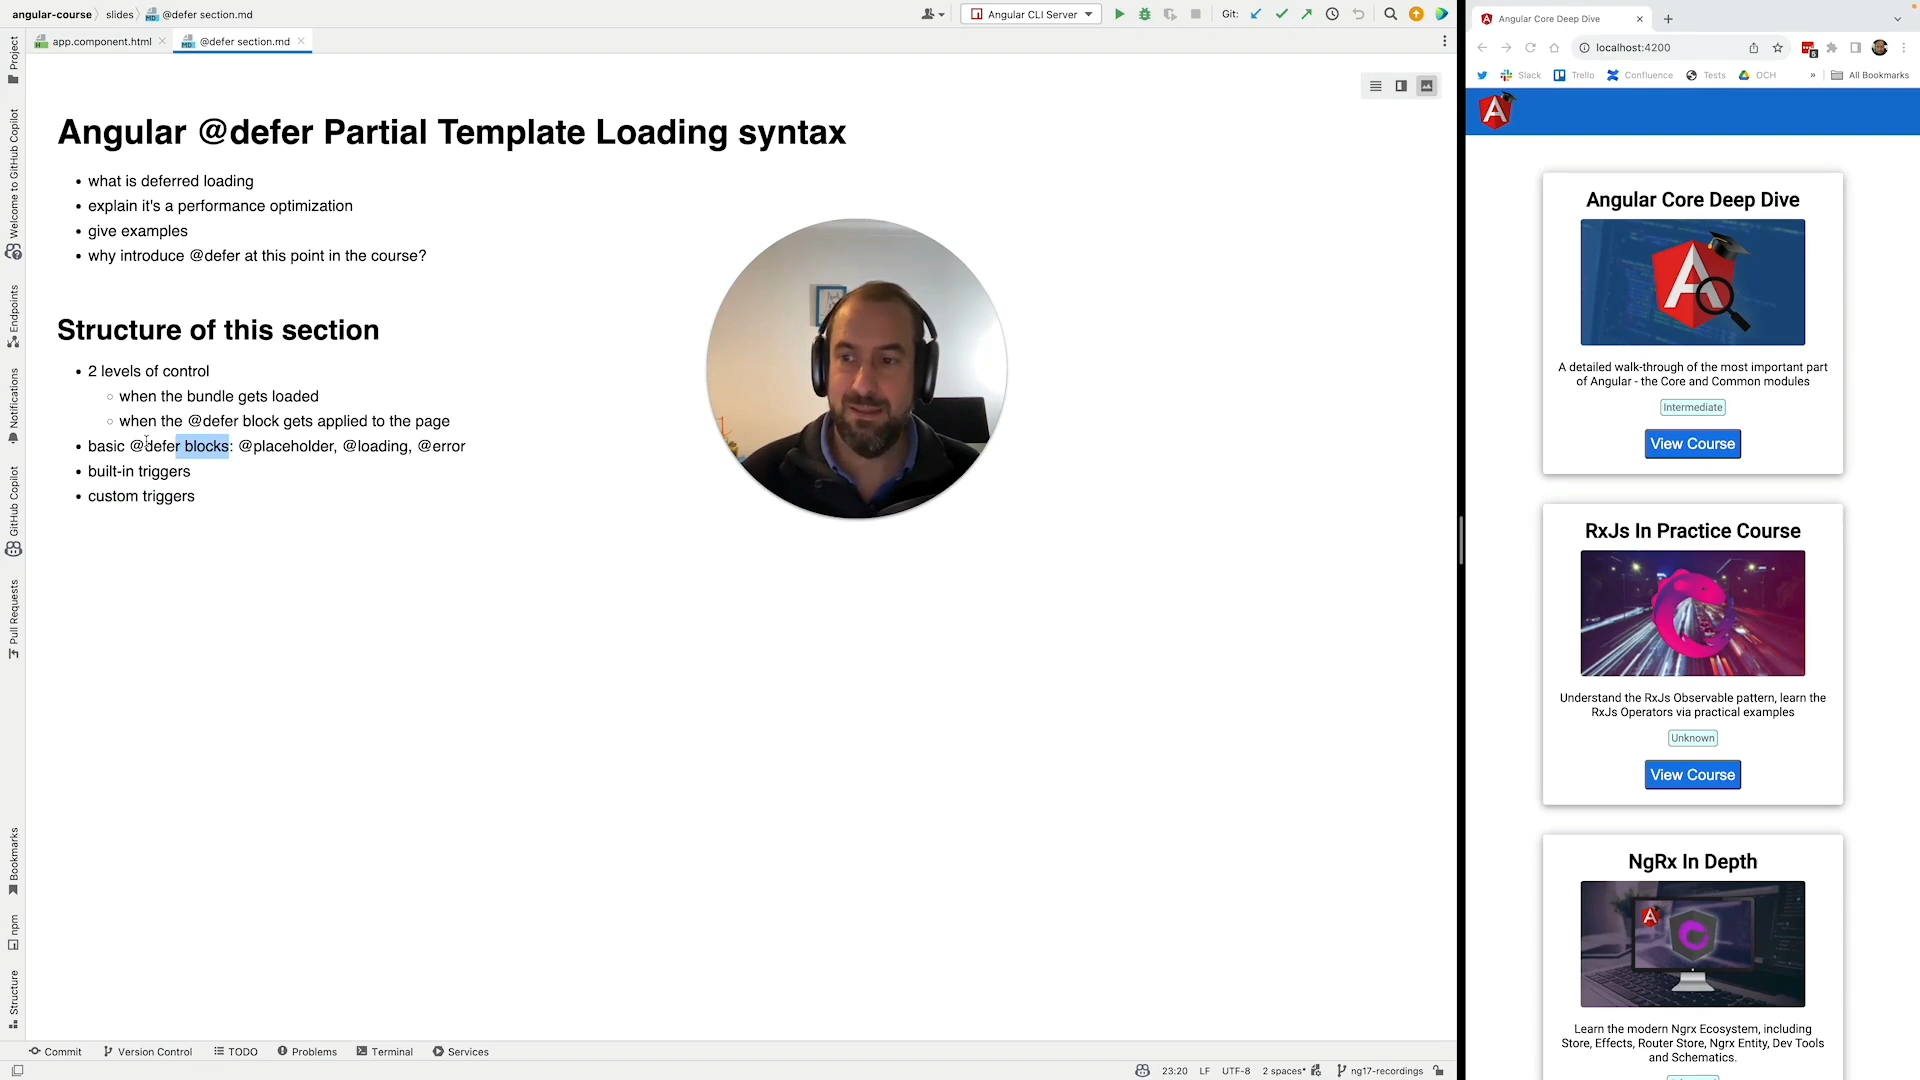 angular-course
slides
@defer section.md
Angular CLI Server
Git:
app.component.html
@defer section.md
Project
Welcome to GitHub Copilot
Endpoints
Notifications
GitHub Copilot
Pull Requests
Bookmarks
npm
Structure
Angular @defer Partial Template Loading syntax
what is deferred loading
explain it's a performance optimization
give examples
why introduce @defer at this point in the course?
Structure of this section
2 levels of control
when the bundle gets loaded
when the @defer block gets applied to the page
basic @defer blocks: @placeholder, @loading, @error
built-in triggers
custom triggers
Commit
Version Control
TODO
Problems
Terminal
Services
23:20
LF
UTF-8
2 spaces*
ng17-recordings
Angular Core Deep Dive
localhost:4200
Slack
Trello
Confluence
Tests
OCH
»
All Bookmarks
Angular Core Deep Dive
A detailed walk-through of the most important part
of Angular - the Core and Common modules
Intermediate
View Course
RxJs In Practice Course
Understand the RxJs Observable pattern, learn the
RxJs Operators via practical examples
Unknown
View Course
NgRx In Depth
Learn the modern Ngrx Ecosystem, including
Store, Effects, Router Store, Ngrx Entity, Dev Tools
and Schematics.